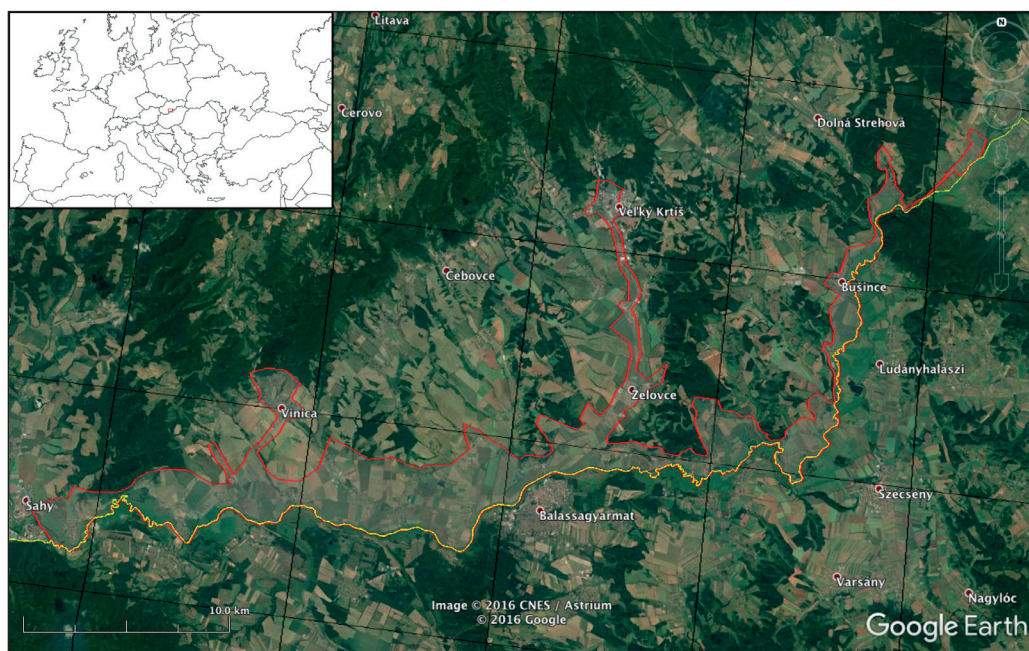 Litava
N
Cerovo
Dolná Strehová
Veľký Krtíš
Čebovce
Bušince
Ludányhalászi
Želovce
Vinica
Szécsény
Šahy
Balassagyarmat
Varsány
Nagylóc
10.0 km
Image © 2016 CNES / Astrium
© 2016 Google
Google Earth